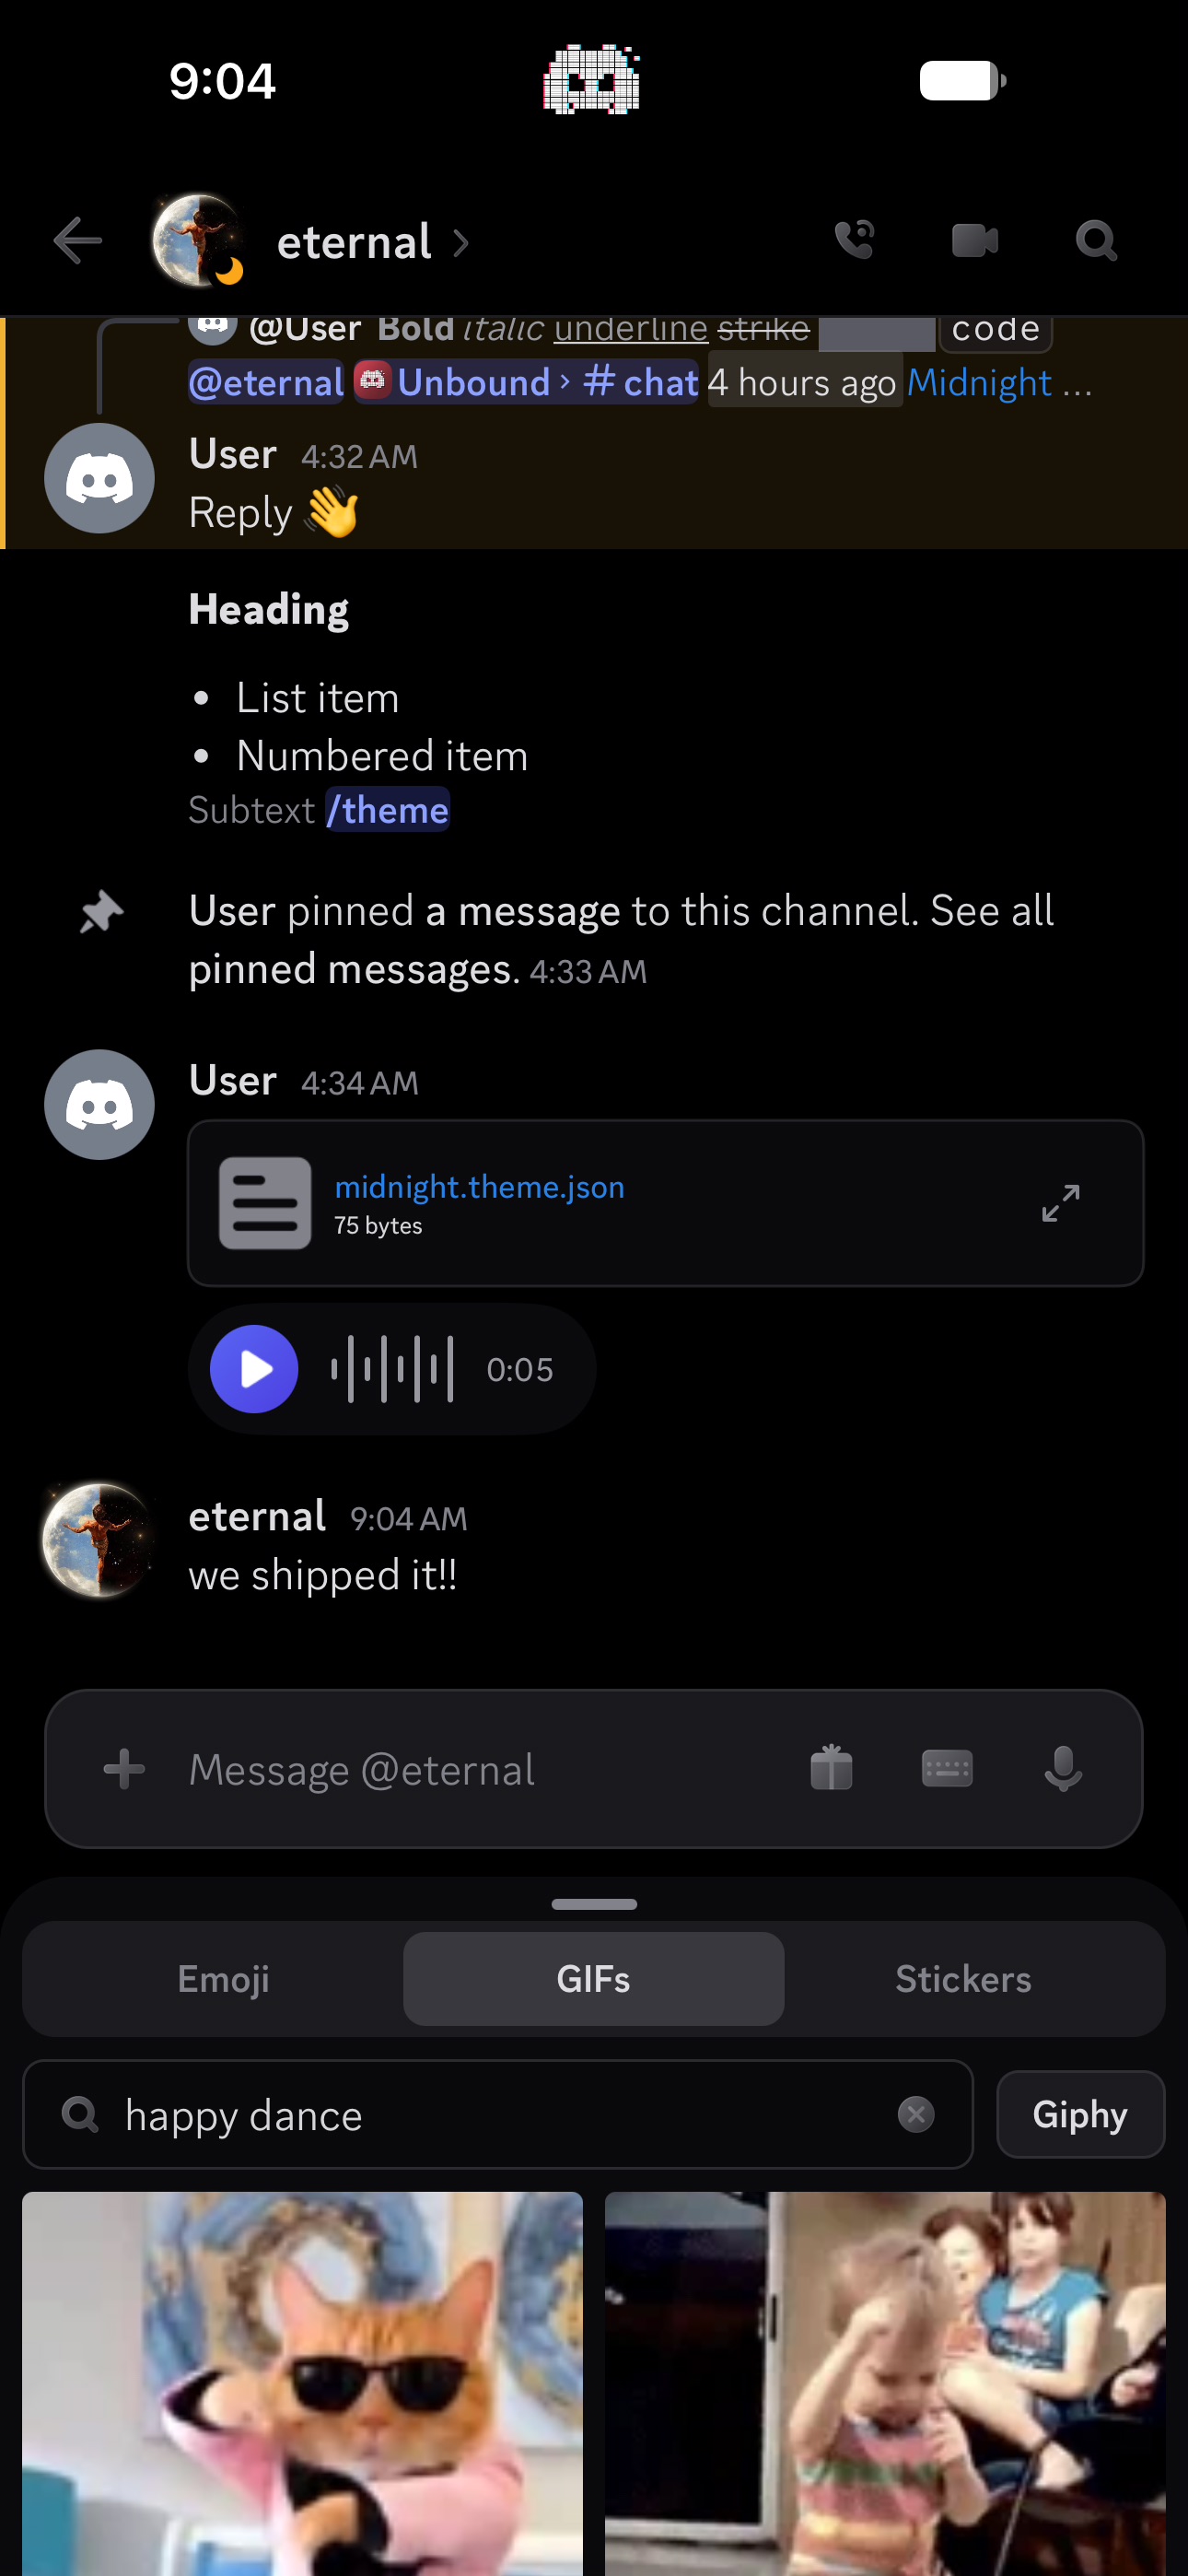 9:04
eternal
@User Bold italic underline strike code
@eternal Unbound › # chat 4 hours ago Midnight ...
User 4:32 AM
Reply 👋
Heading
• List item
• Numbered item
Subtext /theme
User pinned a message to this channel. See all
pinned messages. 4:33 AM
User 4:34 AM
midnight.theme.json
75 bytes
0:05
eternal 9:04 AM
we shipped it!!
Message @eternal
Emoji GIFs Stickers
happy dance Giphy